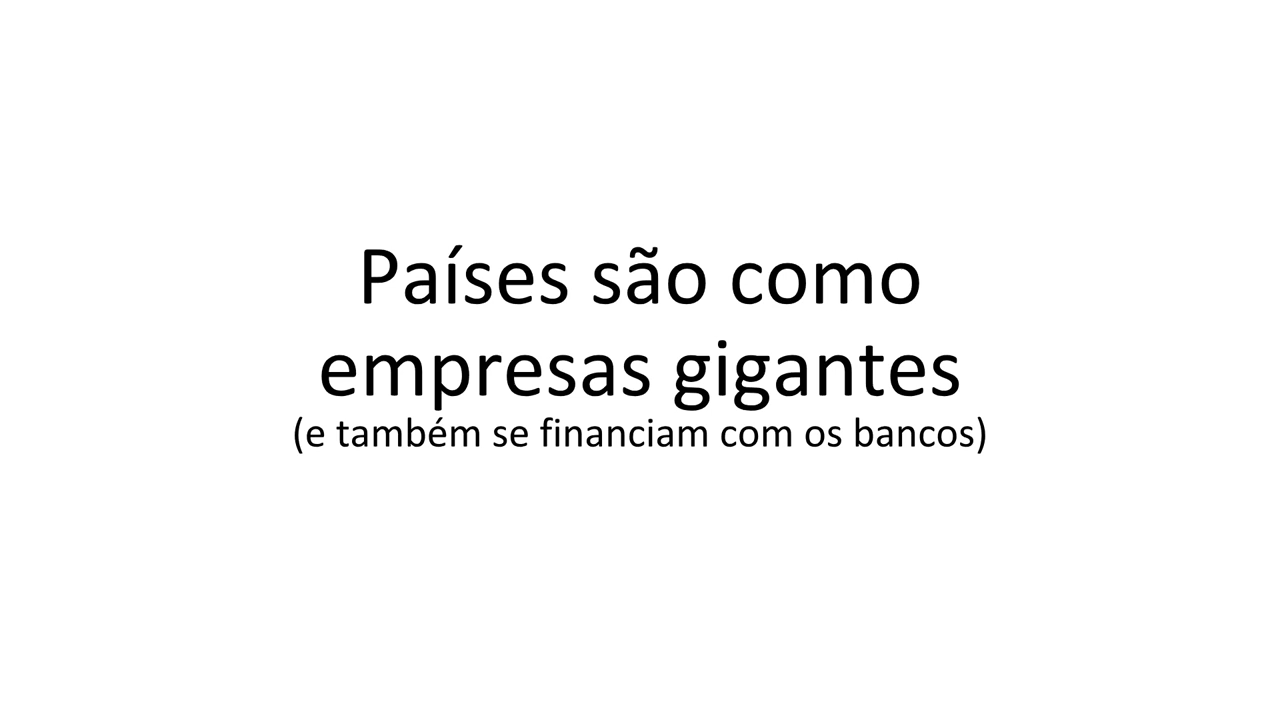 Países são como
empresas gigantes
(e também se financiam com os bancos)